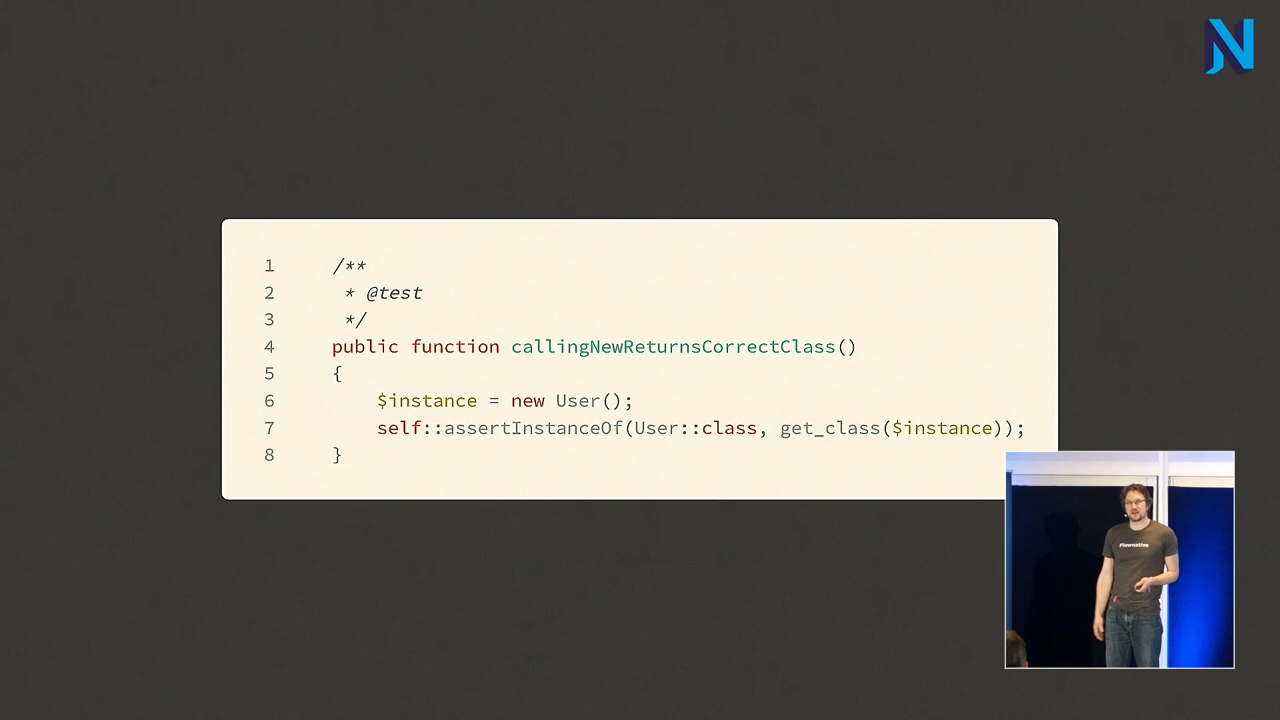 1 /**
2 * @test
3 */
4 public function callingNewReturnsCorrectClass()
5 {
6 $instance = new User();
7 self::assertInstanceOf(User::class, get_class($instance));
8 }
flownative